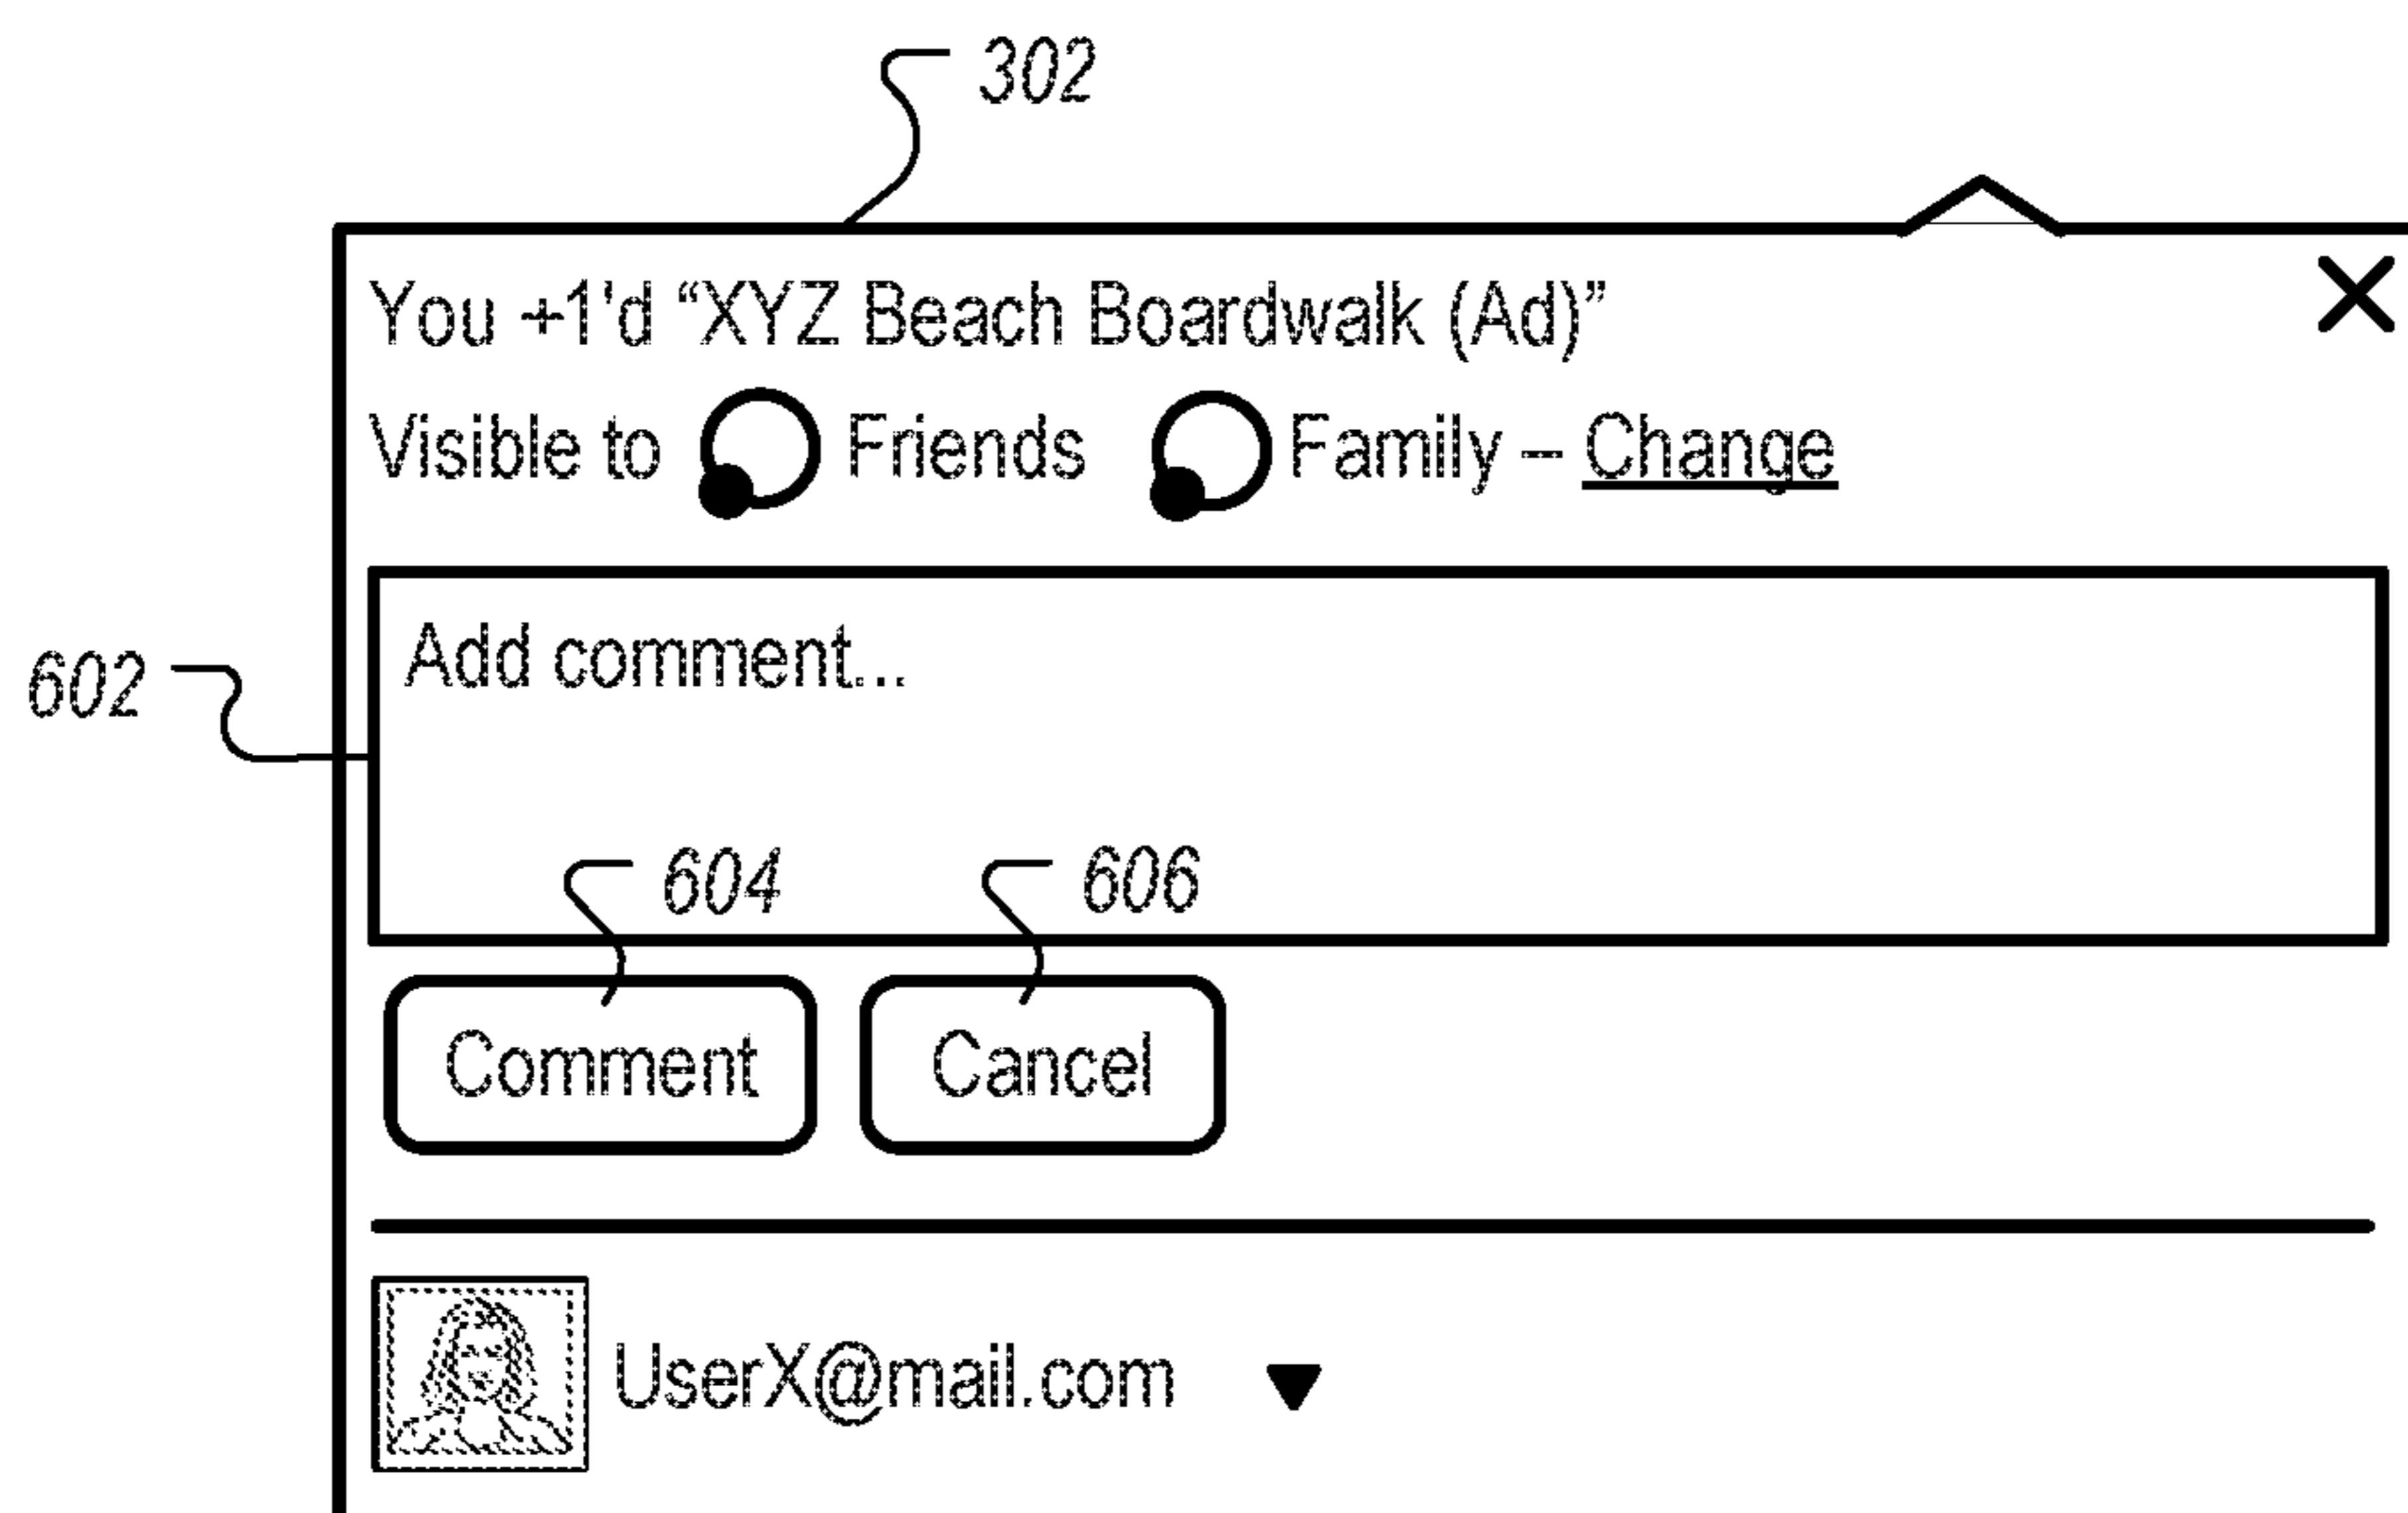 302
You +1'd “XYZ Beach Boardwalk (Ad)”
Visible to Friends Family – Change
602
Add comment...
604 606
Comment Cancel
UserX@mail.com